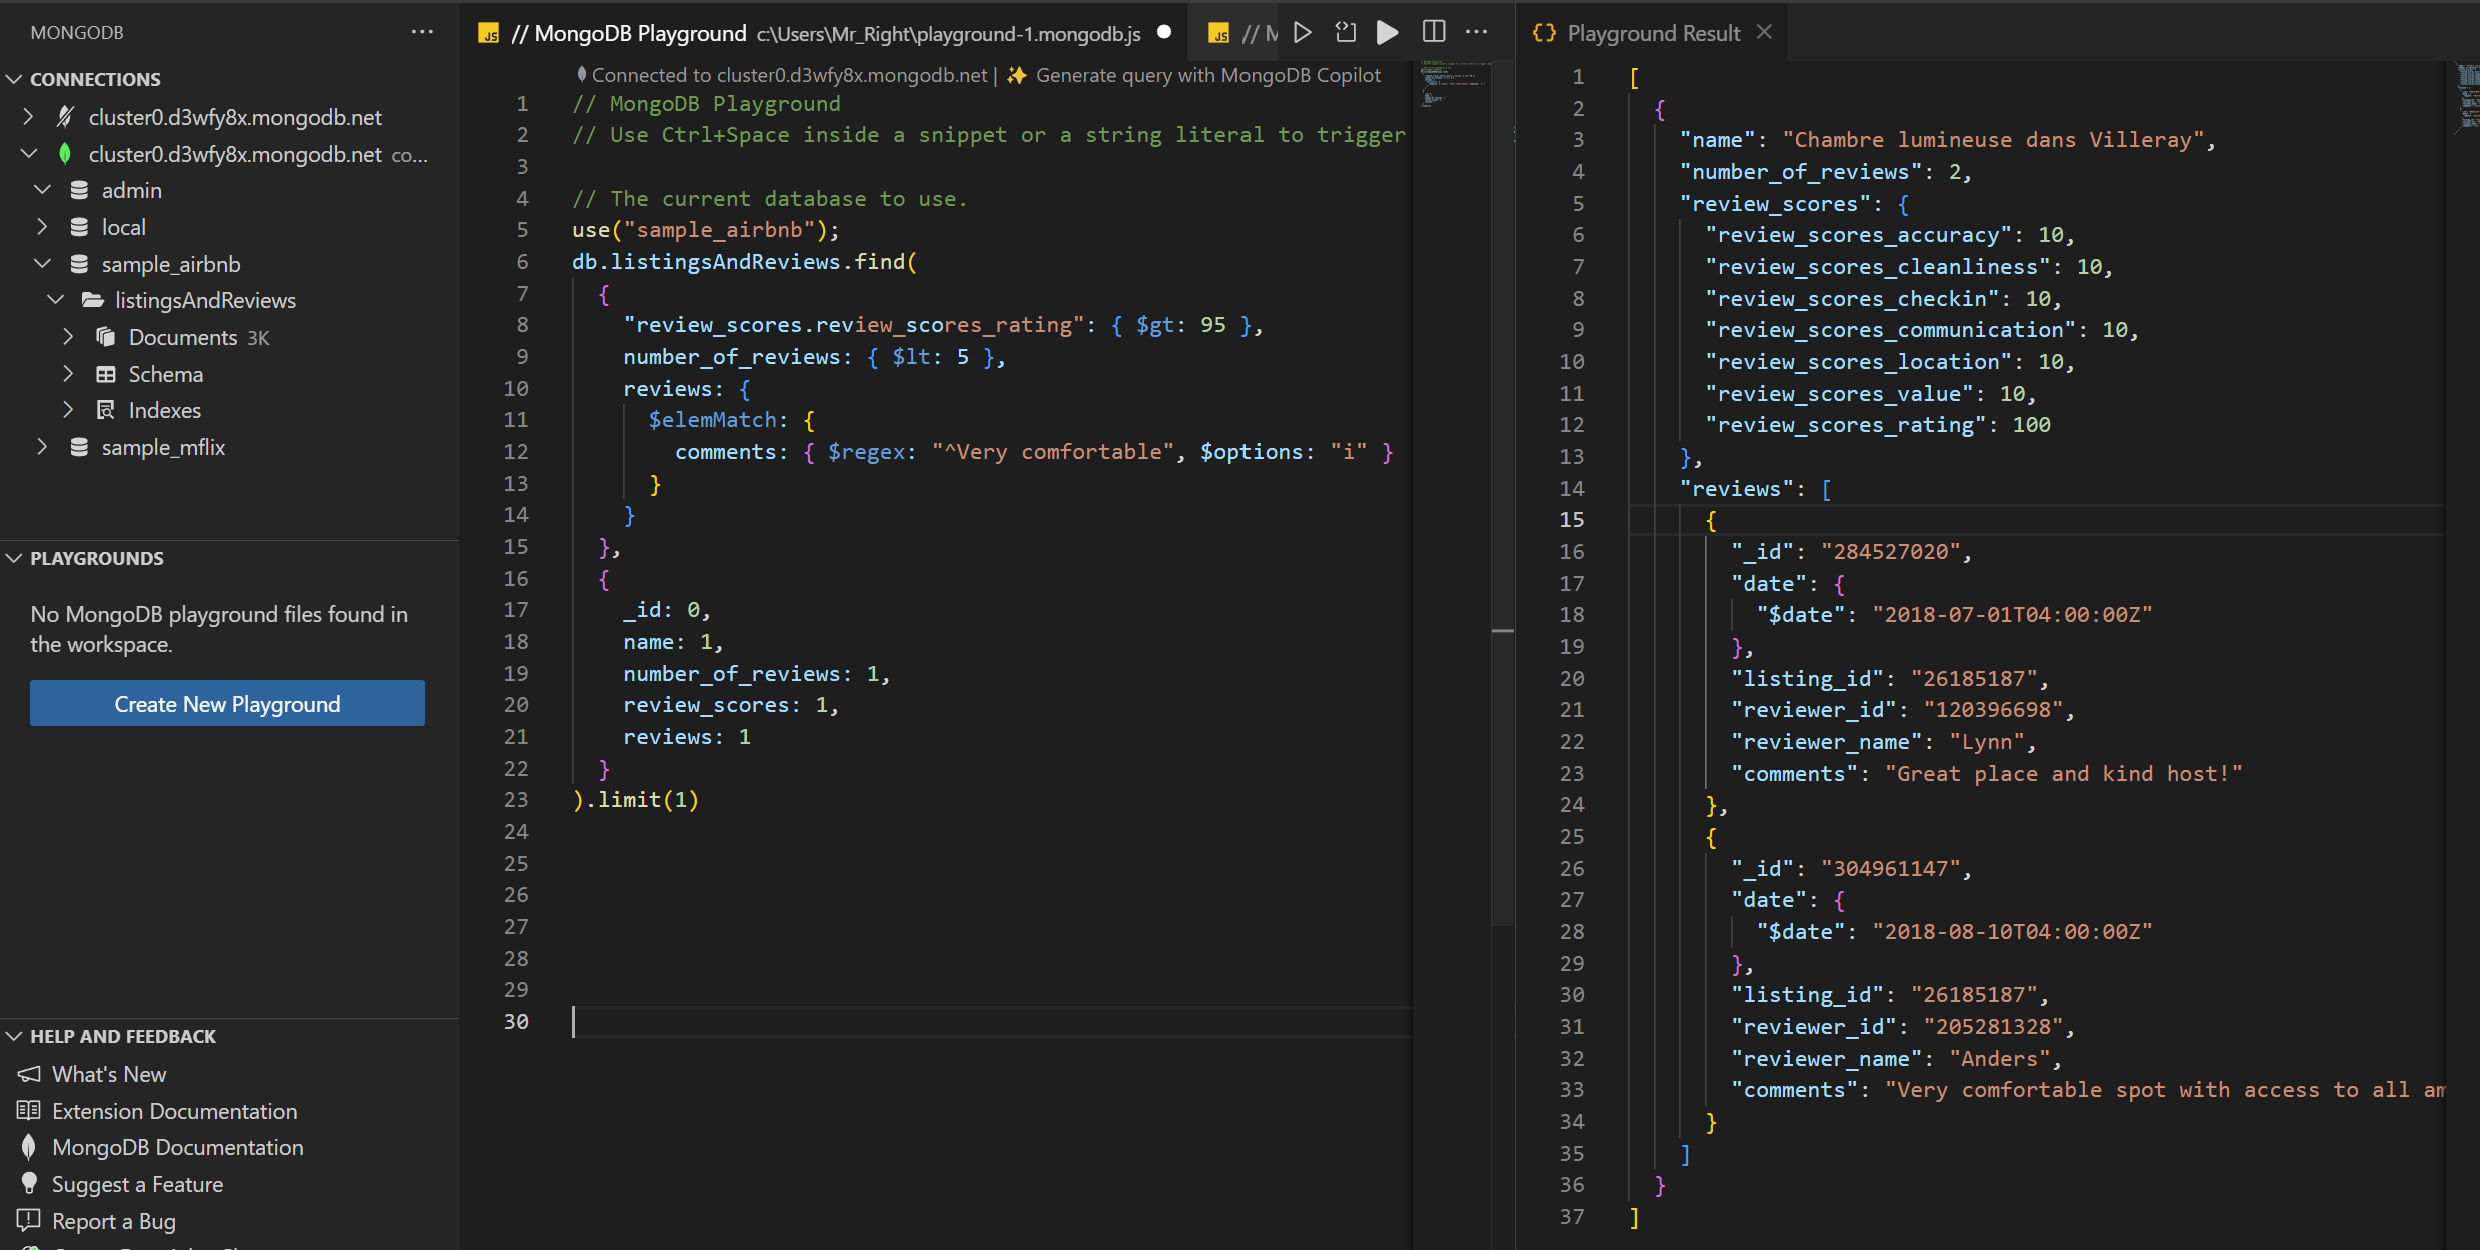 MONGODB
CONNECTIONS
cluster0.d3wfy8x.mongodb.net
cluster0.d3wfy8x.mongodb.net co...
admin
local
sample_airbnb
listingsAndReviews
Documents 3K
Schema
Indexes
sample_mflix
PLAYGROUNDS
No MongoDB playground files found in
the workspace.
Create New Playground
HELP AND FEEDBACK
What's New
Extension Documentation
MongoDB Documentation
Suggest a Feature
Report a Bug
JS // MongoDB Playground c:\Users\Mr_Right\playground-1.mongodb.js
JS // M
Connected to cluster0.d3wfy8x.mongodb.net | ✨ Generate query with MongoDB Copilot
1 // MongoDB Playground
2 // Use Ctrl+Space inside a snippet or a string literal to trigger
3
4 // The current database to use.
5 use("sample_airbnb");
6 db.listingsAndReviews.find(
7 {
8 "review_scores.review_scores_rating": { $gt: 95 },
9 number_of_reviews: { $lt: 5 },
10 reviews: {
11 $elemMatch: {
12 comments: { $regex: "^Very comfortable", $options: "i" }
13 }
14 }
15 },
16 {
17 _id: 0,
18 name: 1,
19 number_of_reviews: 1,
20 review_scores: 1,
21 reviews: 1
22 }
23 ).limit(1)
24
25
26
27
28
29
30
{} Playground Result
1 [
2 {
3 "name": "Chambre lumineuse dans Villeray",
4 "number_of_reviews": 2,
5 "review_scores": {
6 "review_scores_accuracy": 10,
7 "review_scores_cleanliness": 10,
8 "review_scores_checkin": 10,
9 "review_scores_communication": 10,
10 "review_scores_location": 10,
11 "review_scores_value": 10,
12 "review_scores_rating": 100
13 },
14 "reviews": [
15 {
16 "_id": "284527020",
17 "date": {
18 "$date": "2018-07-01T04:00:00Z"
19 },
20 "listing_id": "26185187",
21 "reviewer_id": "120396698",
22 "reviewer_name": "Lynn",
23 "comments": "Great place and kind host!"
24 },
25 {
26 "_id": "304961147",
27 "date": {
28 "$date": "2018-08-10T04:00:00Z"
29 },
30 "listing_id": "26185187",
31 "reviewer_id": "205281328",
32 "reviewer_name": "Anders",
33 "comments": "Very comfortable spot with access to all am
34 }
35 ]
36 }
37 ]